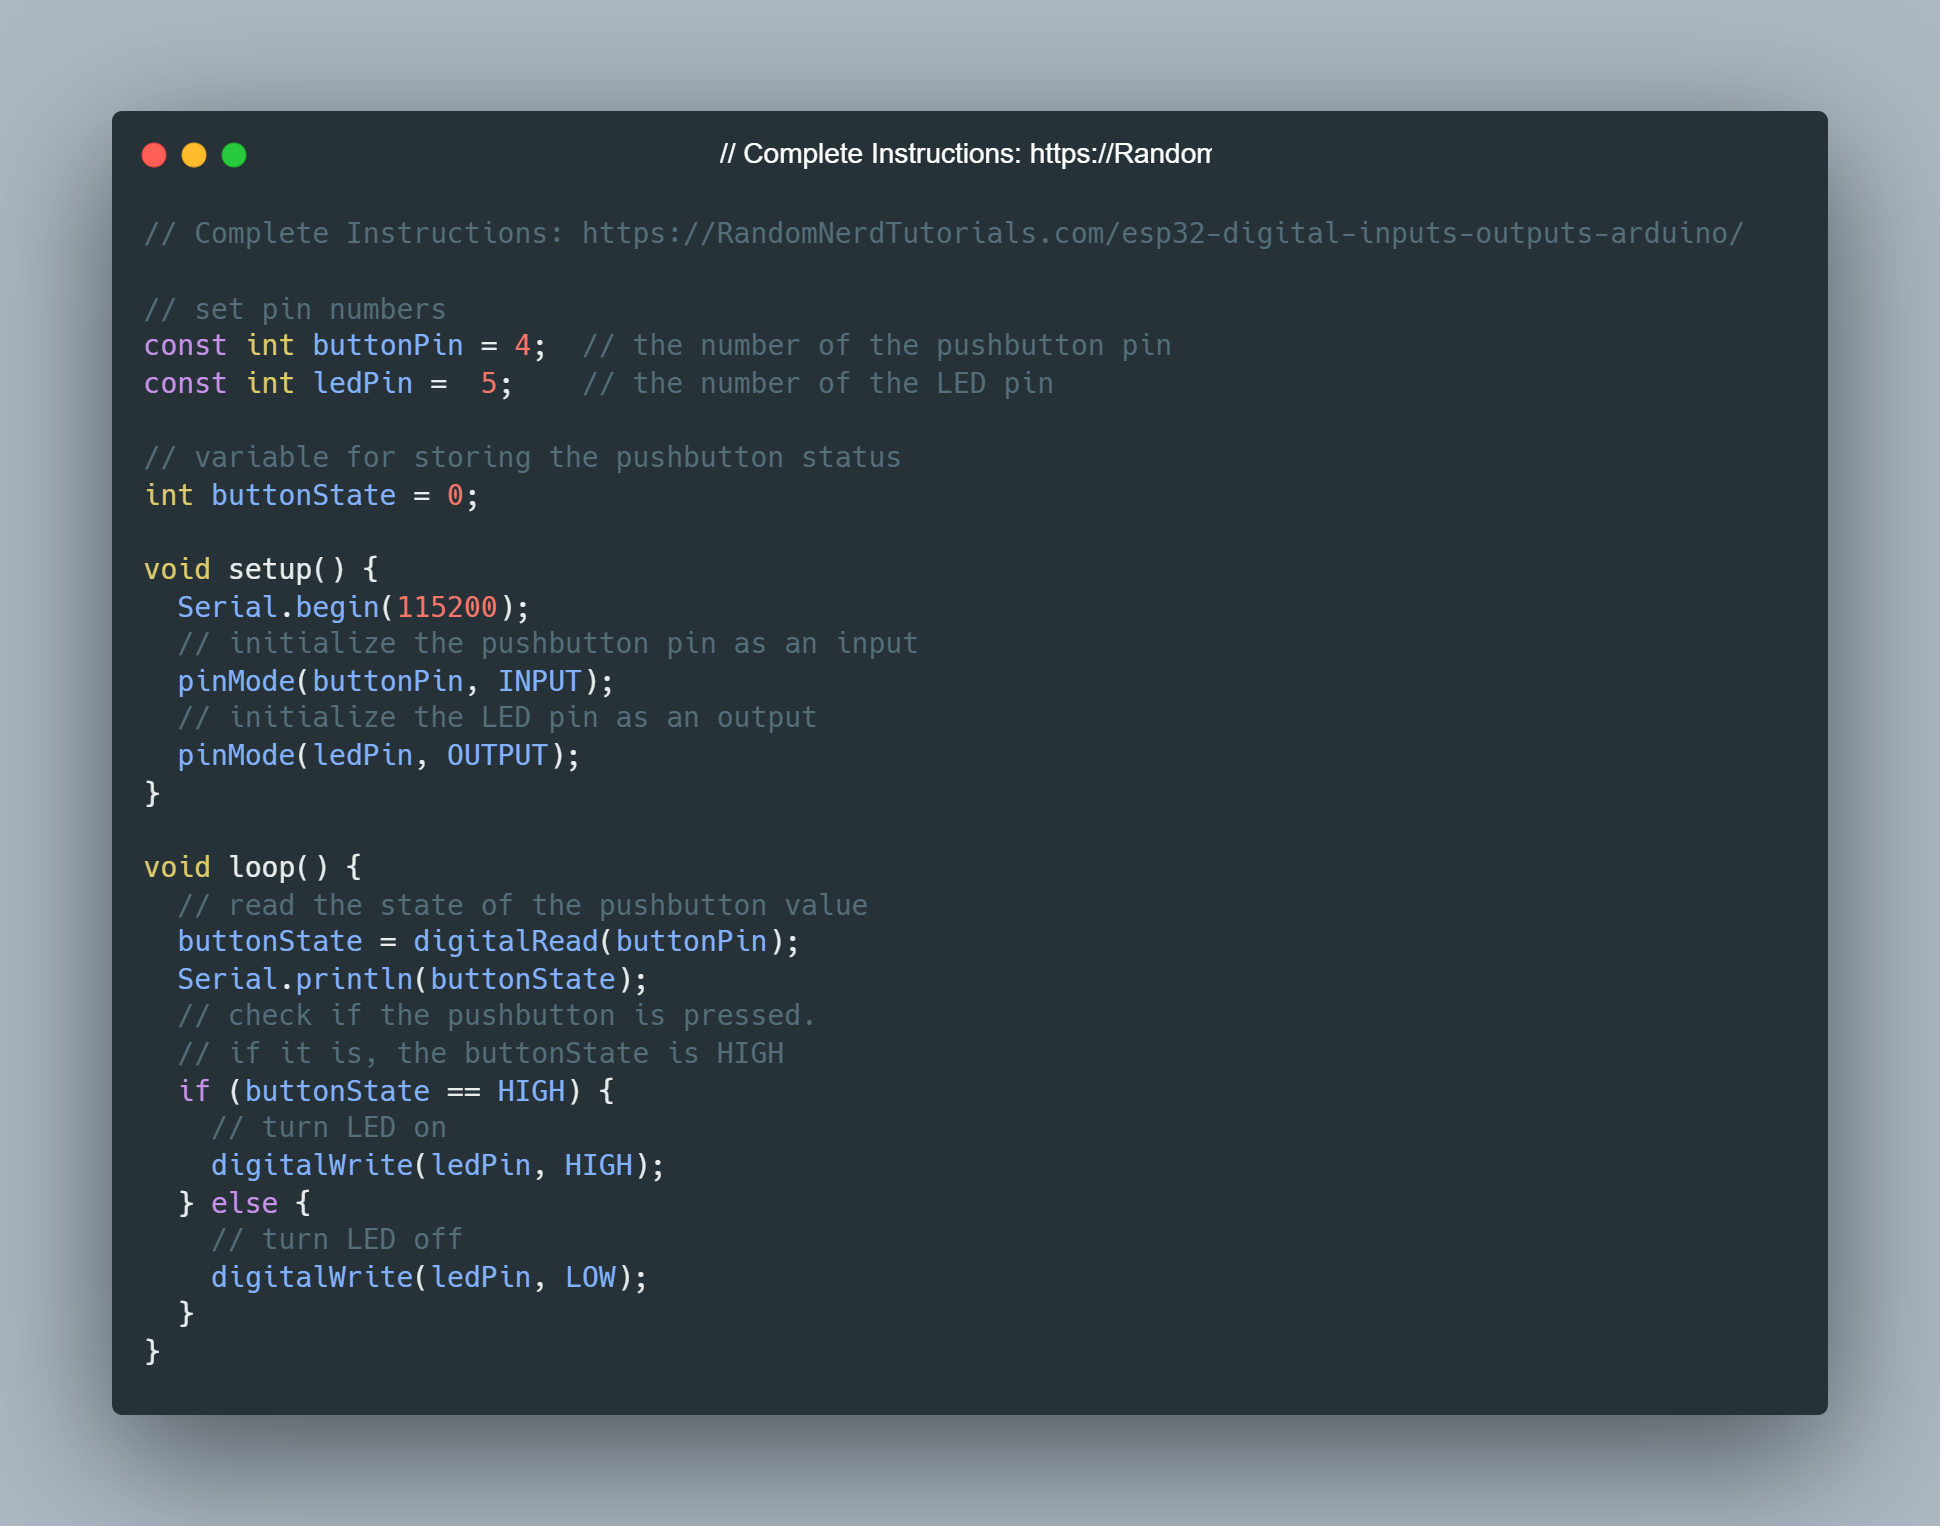 // Complete Instructions: https://Random
// Complete Instructions: https://RandomNerdTutorials.com/esp32-digital-inputs-outputs-arduino/

// set pin numbers
const int buttonPin = 4;  // the number of the pushbutton pin
const int ledPin =  5;    // the number of the LED pin

// variable for storing the pushbutton status
int buttonState = 0;

void setup() {
  Serial.begin(115200);
  // initialize the pushbutton pin as an input
  pinMode(buttonPin, INPUT);
  // initialize the LED pin as an output
  pinMode(ledPin, OUTPUT);
}

void loop() {
  // read the state of the pushbutton value
  buttonState = digitalRead(buttonPin);
  Serial.println(buttonState);
  // check if the pushbutton is pressed.
  // if it is, the buttonState is HIGH
  if (buttonState == HIGH) {
    // turn LED on
    digitalWrite(ledPin, HIGH);
  } else {
    // turn LED off
    digitalWrite(ledPin, LOW);
  }
}